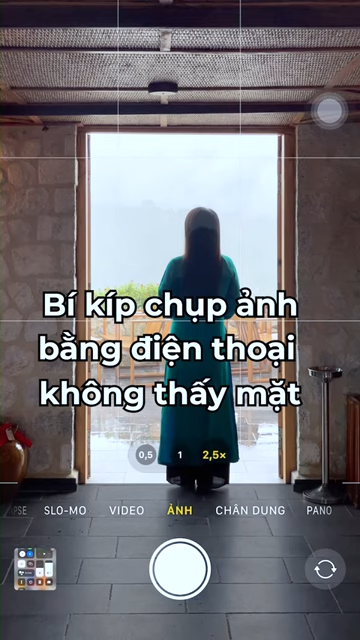 Bí kíp chụp ảnh
bằng điện thoại
không thấy mặt
0,5 1 2,5×
PSE SLO-MO VIDEO ẢNH CHÂN DUNG PANO